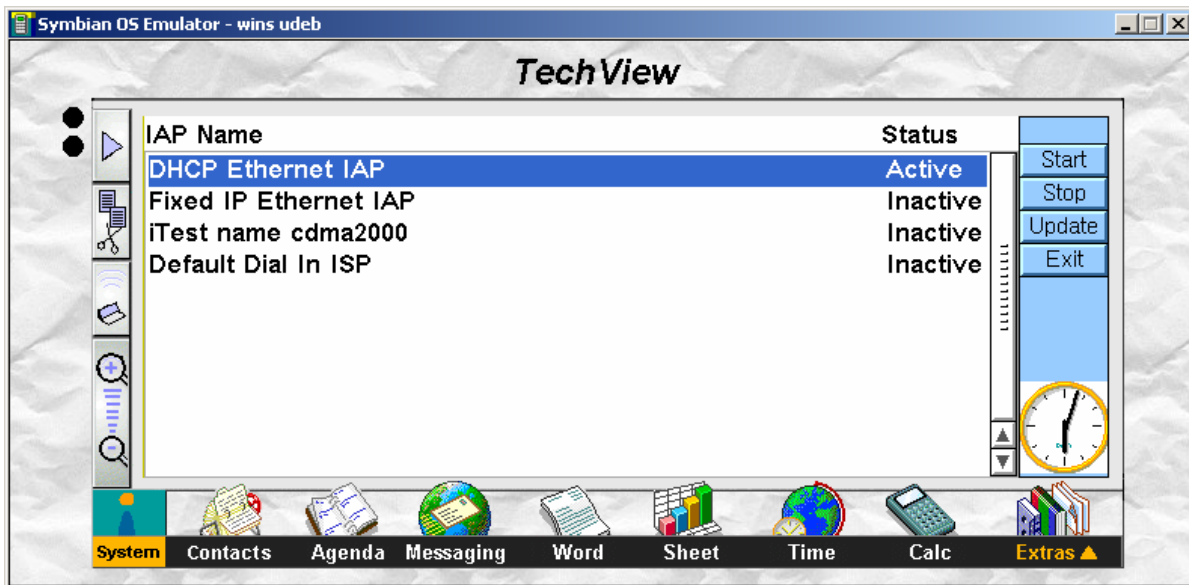 Symbian OS Emulator - wins udeb
TechView
IAP Name Status
DHCP Ethernet IAP Active
Fixed IP Ethernet IAP Inactive
iTest name cdma2000 Inactive
Default Dial In ISP Inactive
Start
Stop
Update
Exit
System Contacts Agenda Messaging Word Sheet Time Calc Extras ▲